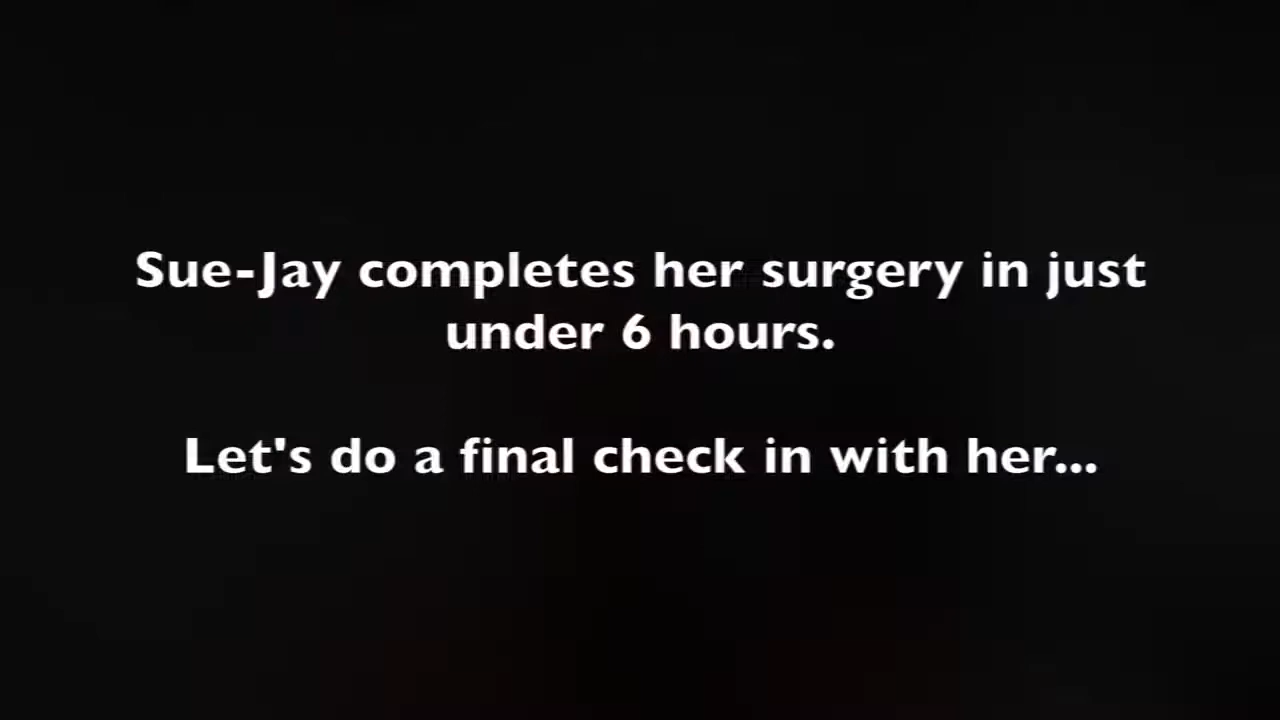 Sue-Jay completes her surgery in just
under 6 hours.
Let's do a final check in with her...